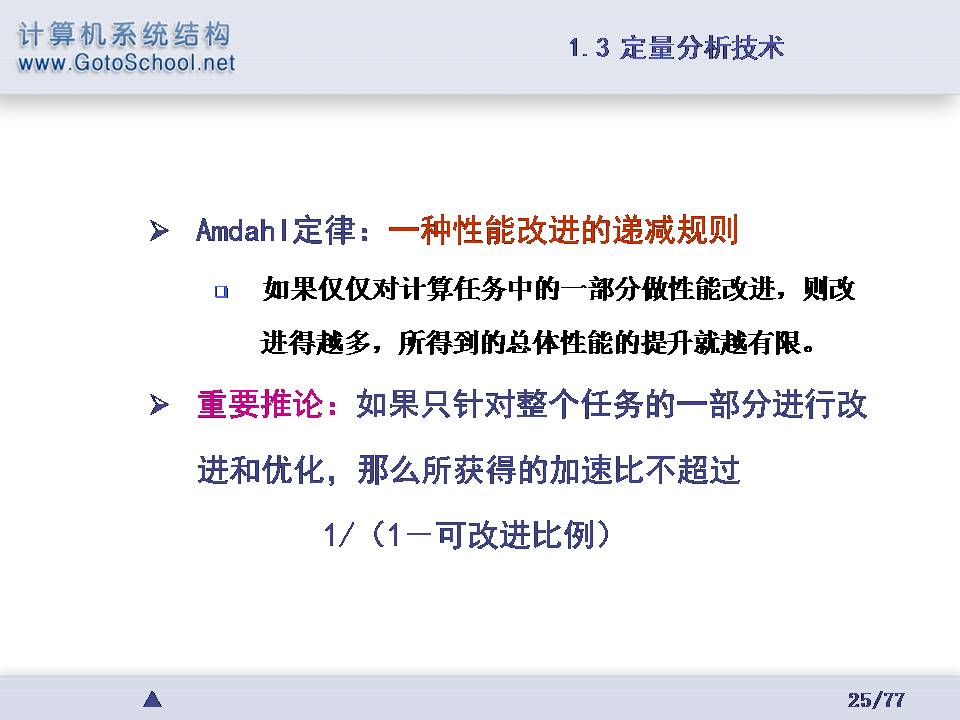 计算机系统结构
www.GotoSchool.net
1.3 定量分析技术
Amdahl定律：一种性能改进的递减规则
如果仅仅对计算任务中的一部分做性能改进，则改
进得越多，所得到的总体性能的提升就越有限。
重要推论：如果只针对整个任务的一部分进行改
进和优化，那么所获得的加速比不超过
1/（1－可改进比例）
25/77